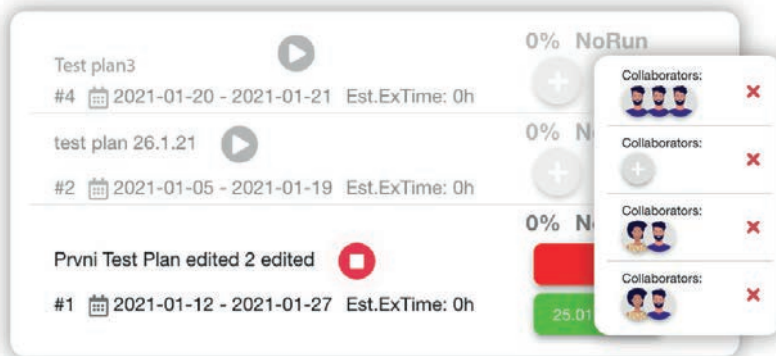 0% NoRun
Test plan3
#4 2021-01-20 - 2021-01-21 Est.ExTime: 0h
0%
test plan 26.1.21
#2 2021-01-05 - 2021-01-19 Est.ExTime: 0h
0%
Prvni Test Plan edited 2 edited
#1 2021-01-12 - 2021-01-27 Est.ExTime: 0h
25.01
Collaborators:
Collaborators:
Collaborators:
Collaborators: